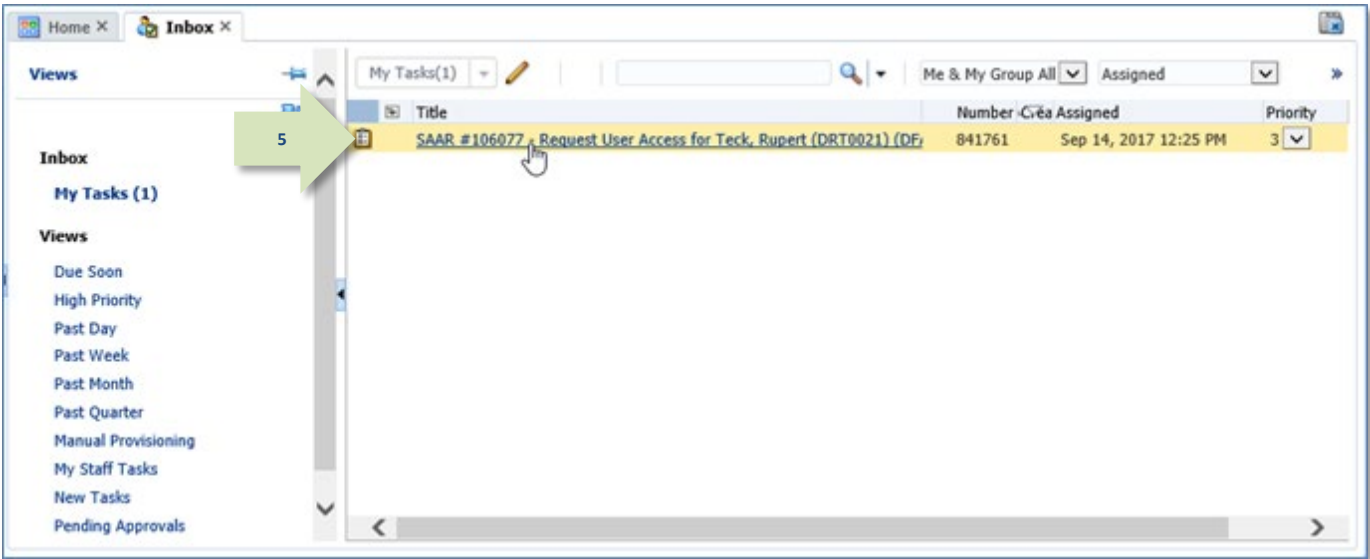 Home × Inbox ×
Views
My Tasks(1) Me & My Group All Assigned »
Title Number Crea Assigned Priority
5
SAAR #106077 - Request User Access for Teck, Rupert (DRT0021) (DFA 841761 Sep 14, 2017 12:25 PM 3
Inbox
My Tasks (1)
Views
Due Soon
High Priority
Past Day
Past Week
Past Month
Past Quarter
Manual Provisioning
My Staff Tasks
New Tasks
Pending Approvals